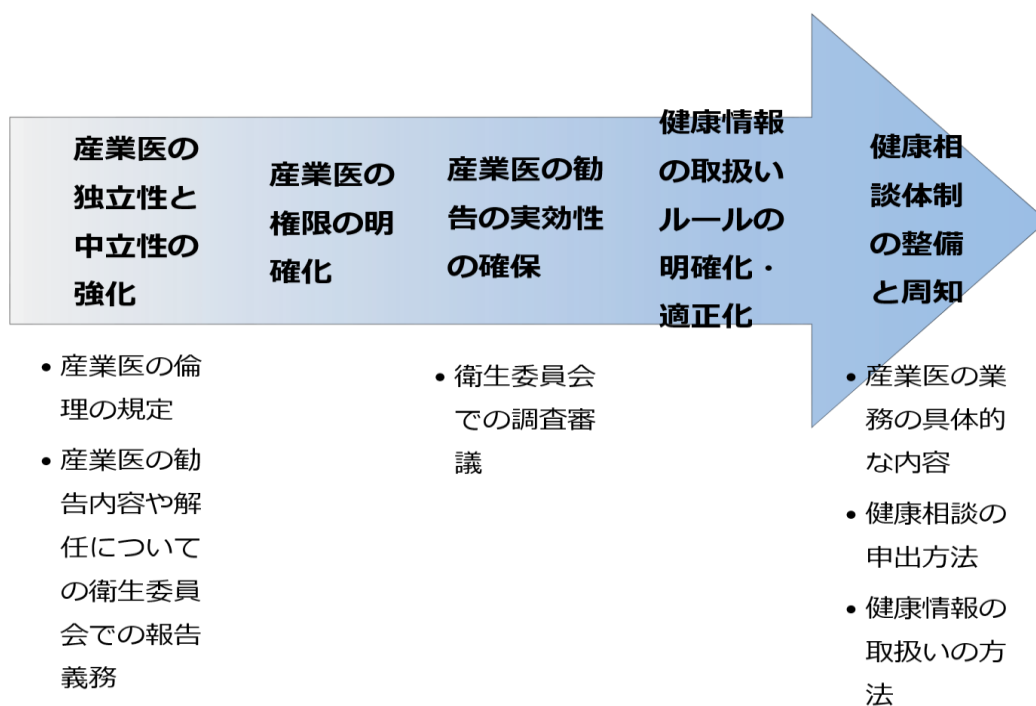 産業医の
独立性と
中立性の
強化
産業医の
権限の明
確化
産業医の勧
告の実効性
の確保
健康情報
の取扱い
ルールの
明確化・
適正化
健康相
談体制
の整備
と周知
• 産業医の倫
理の規定
• 産業医の勧
告内容や解
任について
の衛生委員
会での報告
義務
• 衛生委員会
での調査審
議
• 産業医の業
務の具体的
な内容
• 健康相談の
申出方法
• 健康情報の
取扱いの方
法